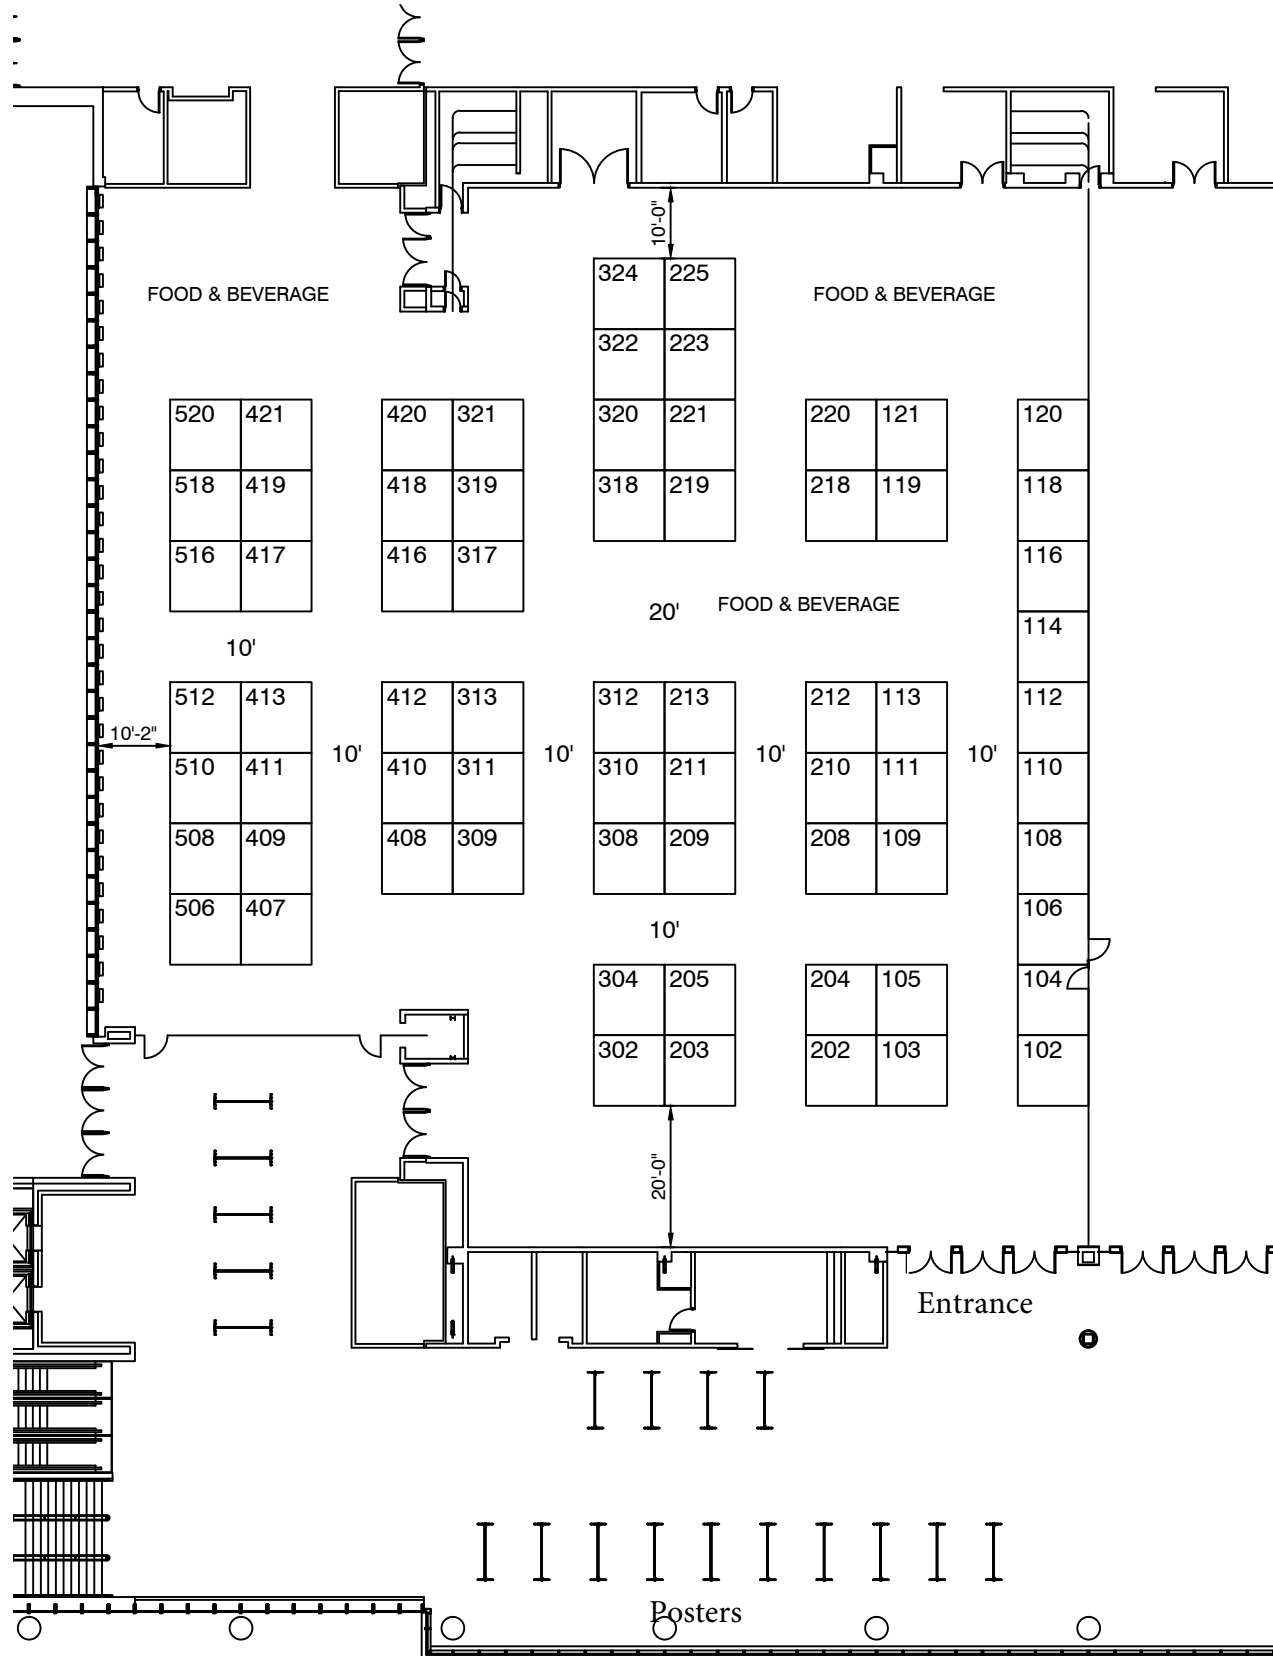 10'-0"
324 225
FOOD & BEVERAGE FOOD & BEVERAGE
322 223
520 421 420 321 320 221 220 121 120
518 419 418 319 318 219 218 119 118
516 417 416 317 116
20' FOOD & BEVERAGE
114
10'
512 413 412 313 312 213 212 113 112
10'-2"
510 411 10' 410 311 10' 310 211 10' 210 111 10' 110
508 409 408 309 308 209 208 109 108
506 407 106
10'
304 205 204 105 104
302 203 202 103 102
20'-0"
Entrance
Posters